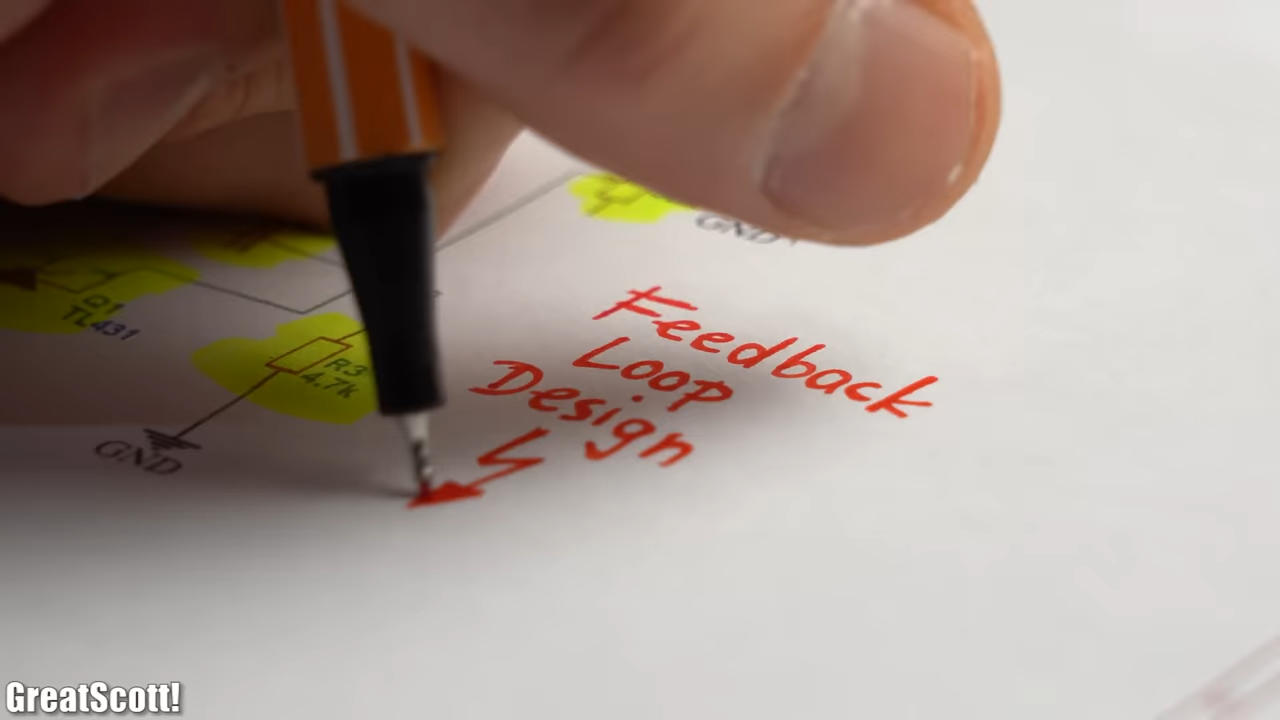 GND
Q1
TL431
R3
4.7k
GND
Feedback
Loop
Design
GreatScott!